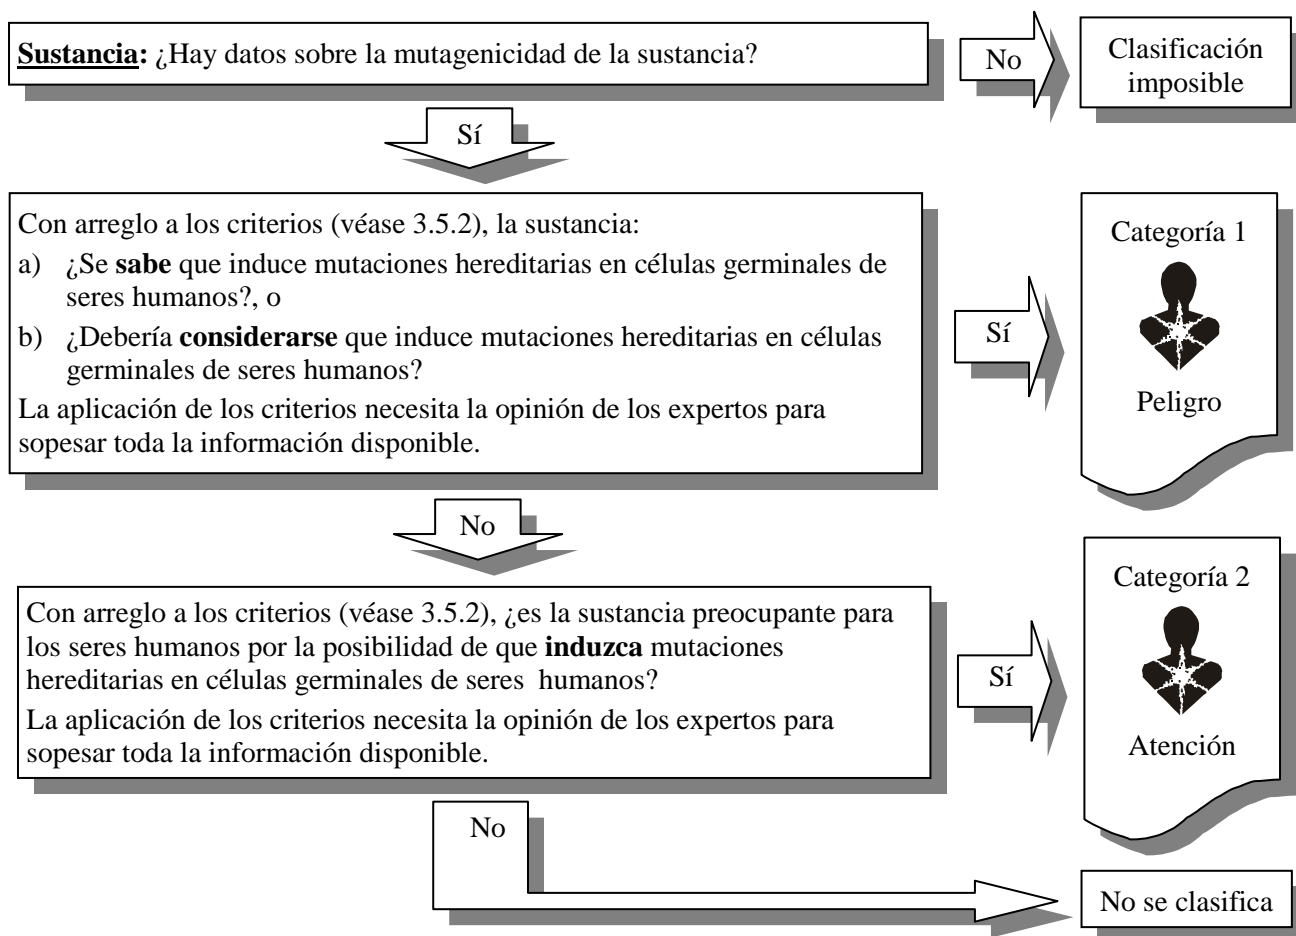 Sustancia: ¿Hay datos sobre la mutagenicidad de la sustancia?
No
Clasificación
imposible
Sí
Con arreglo a los criterios (véase 3.5.2), la sustancia:
a) ¿Se sabe que induce mutaciones hereditarias en células germinales de
seres humanos?, o
b) ¿Debería considerarse que induce mutaciones hereditarias en células
germinales de seres humanos?
La aplicación de los criterios necesita la opinión de los expertos para
sopesar toda la información disponible.
Sí
Categoría 1
Peligro
No
Con arreglo a los criterios (véase 3.5.2), ¿es la sustancia preocupante para
los seres humanos por la posibilidad de que induzca mutaciones
hereditarias en células germinales de seres humanos?
La aplicación de los criterios necesita la opinión de los expertos para
sopesar toda la información disponible.
Sí
Categoría 2
Atención
No
No se clasifica